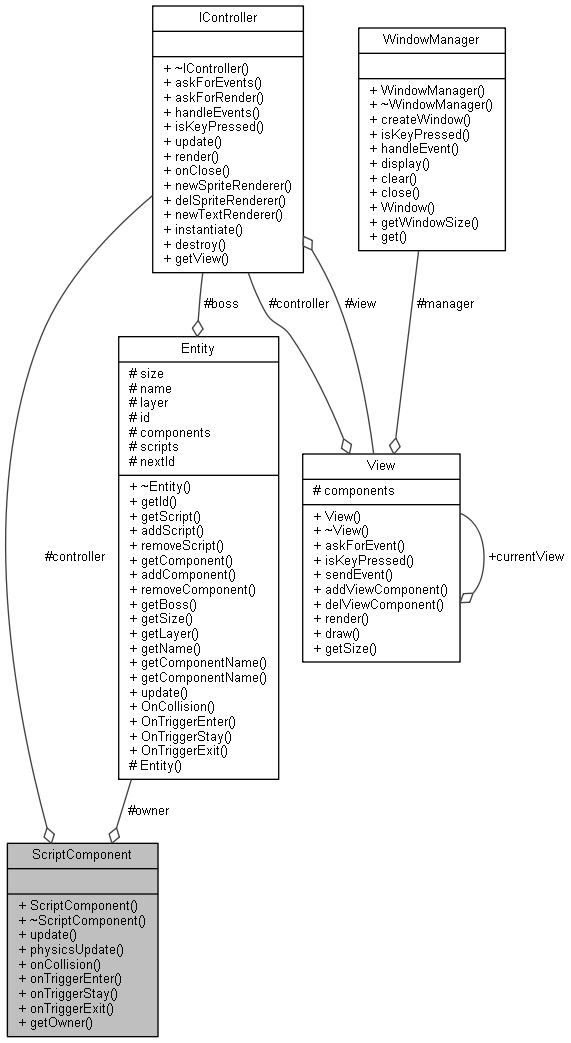 IController
+ ~IController()
+ askForEvents()
+ askForRender()
+ handleEvents()
+ isKeyPressed()
+ update()
+ render()
+ onClose()
+ newSpriteRenderer()
+ delSpriteRenderer()
+ newTextRenderer()
+ instantiate()
+ destroy()
+ getView()
WindowManager
+ WindowManager()
+ ~WindowManager()
+ createWindow()
+ isKeyPressed()
+ handleEvent()
+ display()
+ clear()
+ close()
+ Window()
+ getWindowSize()
+ get()
#boss
#controller
#view
#manager
Entity
# size
# name
# layer
# id
# components
# scripts
# nextId
+ ~Entity()
+ getId()
+ getScript()
+ addScript()
+ removeScript()
+ getComponent()
+ addComponent()
+ removeComponent()
+ getBoss()
+ getSize()
+ getLayer()
+ getName()
+ getComponentName()
+ getComponentName()
+ update()
+ OnCollision()
+ OnTriggerEnter()
+ OnTriggerStay()
+ OnTriggerExit()
# Entity()
View
# components
+ View()
+ ~View()
+ askForEvent()
+ isKeyPressed()
+ sendEvent()
+ addViewComponent()
+ delViewComponent()
+ render()
+ draw()
+ getSize()
+currentView
#controller
#owner
ScriptComponent
+ ScriptComponent()
+ ~ScriptComponent()
+ update()
+ physicsUpdate()
+ onCollision()
+ onTriggerEnter()
+ onTriggerStay()
+ onTriggerExit()
+ getOwner()